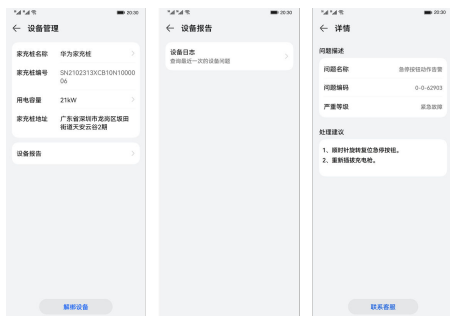 20:30
设备管理
家充桩名称 华为家充桩
家充桩编号 SN2102313XCB10N10000
06
用电容量 21kW
家充桩地址 广东省深圳市龙岗区坂田
街道天安云谷2期
设备报告
解绑设备
20:30
设备报告
设备日志
查询最近一次的设备问题
20:30
详情
问题描述
问题名称 急停按钮动作告警
问题编码 0-0-62903
严重等级 紧急故障
处理建议
1、顺时针旋转复位急停按钮。
2、重新插拔充电枪。
联系客服